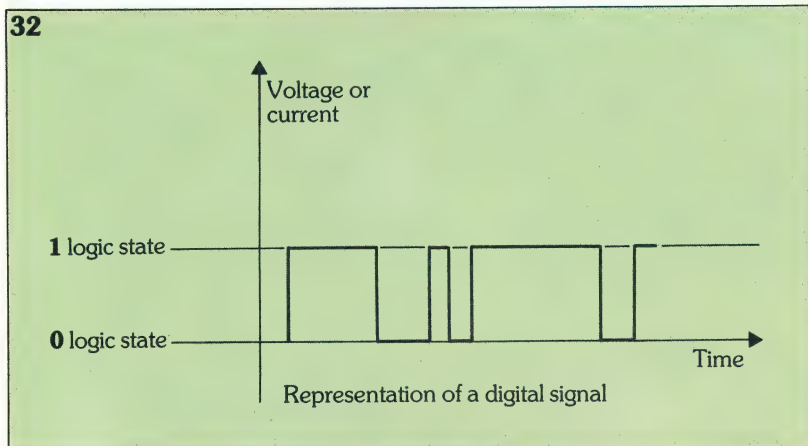 32
Voltage or
current
1 logic state
0 logic state
Time
Representation of a digital signal